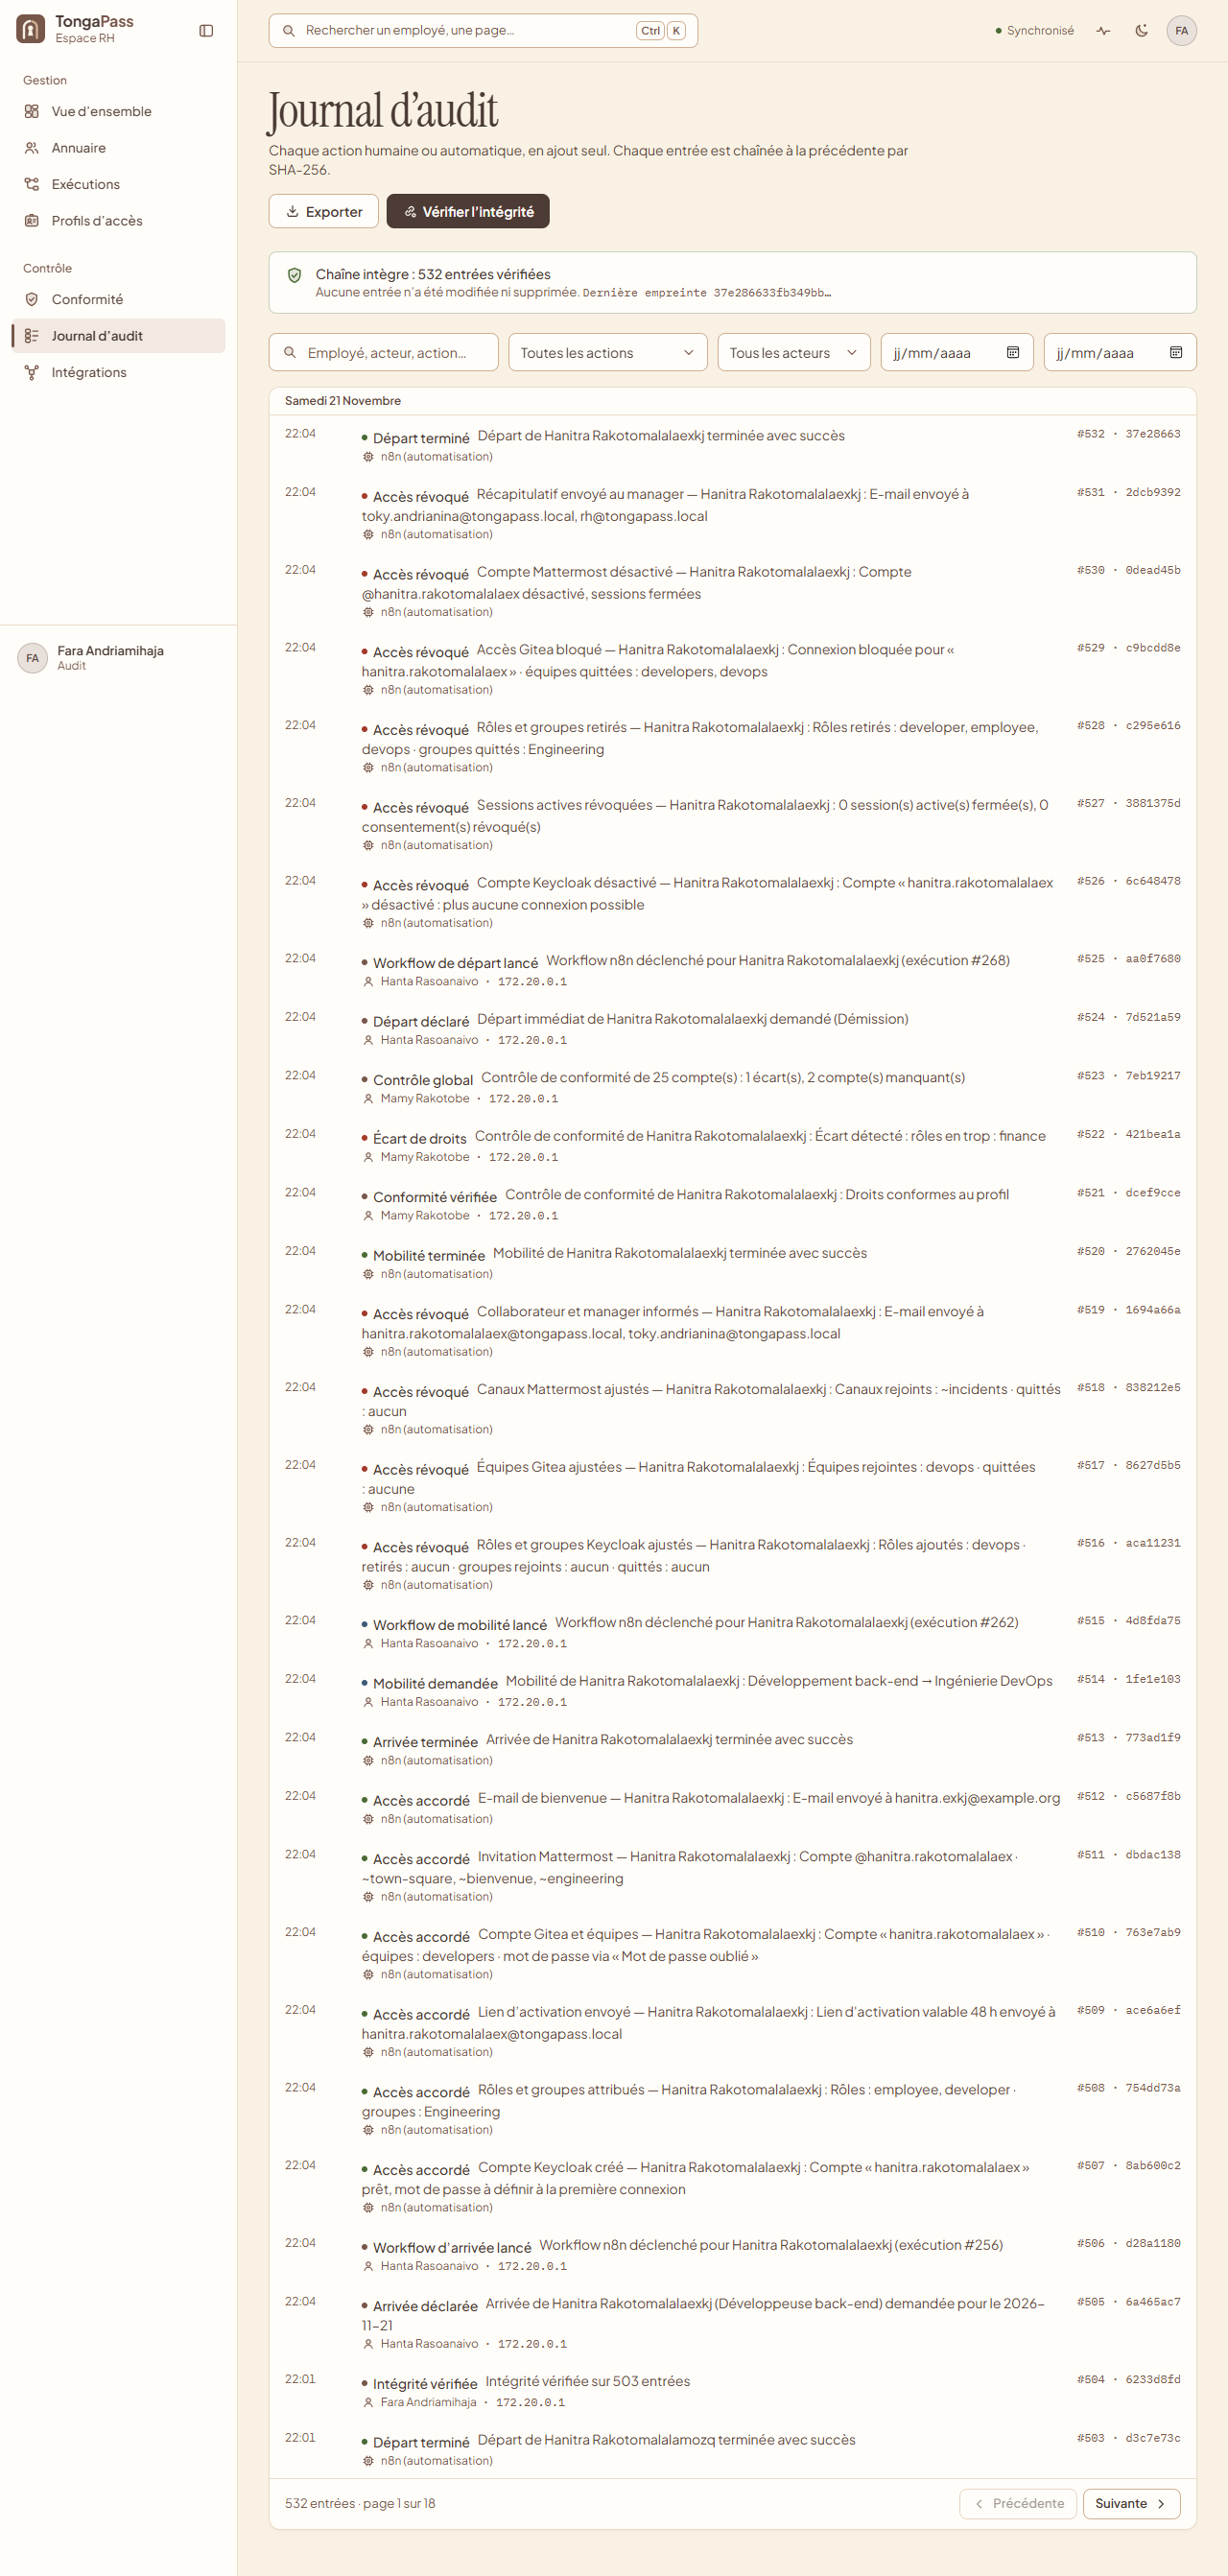 TongaPass
Espace RH
Rechercher un employé, une page…
Ctrl K
Synchronisé
FA
Gestion
Vue d’ensemble
Annuaire
Exécutions
Profils d’accès
Contrôle
Conformité
Journal d’audit
Intégrations
FA
Fara Andriamihaja
Audit
Journal d’audit
Chaque action humaine ou automatique, en ajout seul. Chaque entrée est chaînée à la précédente par
SHA-256.
Exporter
Vérifier l’intégrité
Chaîne intègre : 532 entrées vérifiées
Aucune entrée n’a été modifiée ni supprimée. Dernière empreinte 37e286633fb349bb…
Employé, acteur, action…
Toutes les actions
Tous les acteurs
jj/mm/aaaa
jj/mm/aaaa
Samedi 21 Novembre
22:04 Départ terminé Départ de Hanitra Rakotomalalaexkj terminée avec succès #532 · 37e28663
n8n (automatisation)
22:04 Accès révoqué Récapitulatif envoyé au manager — Hanitra Rakotomalalaexkj : E-mail envoyé à #531 · 2dcb9392
toky.andrianina@tongapass.local, rh@tongapass.local
n8n (automatisation)
22:04 Accès révoqué Compte Mattermost désactivé — Hanitra Rakotomalalaexkj : Compte #530 · 0dead45b
@hanitra.rakotomalalaex désactivé, sessions fermées
n8n (automatisation)
22:04 Accès révoqué Accès Gitea bloqué — Hanitra Rakotomalalaexkj : Connexion bloquée pour « #529 · c9bcdd8e
hanitra.rakotomalalaex » · équipes quittées : developers, devops
n8n (automatisation)
22:04 Accès révoqué Rôles et groupes retirés — Hanitra Rakotomalalaexkj : Rôles retirés : developer, employee, #528 · c295e616
devops · groupes quittés : Engineering
n8n (automatisation)
22:04 Accès révoqué Sessions actives révoquées — Hanitra Rakotomalalaexkj : 0 session(s) active(s) fermée(s), 0 #527 · 3881375d
consentement(s) révoqué(s)
n8n (automatisation)
22:04 Accès révoqué Compte Keycloak désactivé — Hanitra Rakotomalalaexkj : Compte « hanitra.rakotomalalaex #526 · 6c648478
» désactivé : plus aucune connexion possible
n8n (automatisation)
22:04 Workflow de départ lancé Workflow n8n déclenché pour Hanitra Rakotomalalaexkj (exécution #268) #525 · aa0f7680
Hanta Rasoanaivo · 172.20.0.1
22:04 Départ déclaré Départ immédiat de Hanitra Rakotomalalaexkj demandé (Démission) #524 · 7d521a59
Hanta Rasoanaivo · 172.20.0.1
22:04 Contrôle global Contrôle de conformité de 25 compte(s) : 1 écart(s), 2 compte(s) manquant(s) #523 · 7eb19217
Mamy Rakotobe · 172.20.0.1
22:04 Écart de droits Contrôle de conformité de Hanitra Rakotomalalaexkj : Écart détecté : rôles en trop : finance #522 · 421bea1a
Mamy Rakotobe · 172.20.0.1
22:04 Conformité vérifiée Contrôle de conformité de Hanitra Rakotomalalaexkj : Droits conformes au profil #521 · dcef9cce
Mamy Rakotobe · 172.20.0.1
22:04 Mobilité terminée Mobilité de Hanitra Rakotomalalaexkj terminée avec succès #520 · 2762045e
n8n (automatisation)
22:04 Accès révoqué Collaborateur et manager informés — Hanitra Rakotomalalaexkj : E-mail envoyé à #519 · 1694a66a
hanitra.rakotomalalaex@tongapass.local, toky.andrianina@tongapass.local
n8n (automatisation)
22:04 Accès révoqué Canaux Mattermost ajustés — Hanitra Rakotomalalaexkj : Canaux rejoints : ~incidents · quittés #518 · 838212e5
: aucun
n8n (automatisation)
22:04 Accès révoqué Équipes Gitea ajustées — Hanitra Rakotomalalaexkj : Équipes rejointes : devops · quittées #517 · 8627d5b5
: aucune
n8n (automatisation)
22:04 Accès révoqué Rôles et groupes Keycloak ajustés — Hanitra Rakotomalalaexkj : Rôles ajoutés : devops · #516 · aca11231
retirés : aucun · groupes rejoints : aucun · quittés : aucun
n8n (automatisation)
22:04 Workflow de mobilité lancé Workflow n8n déclenché pour Hanitra Rakotomalalaexkj (exécution #262) #515 · 4d8fda75
Hanta Rasoanaivo · 172.20.0.1
22:04 Mobilité demandée Mobilité de Hanitra Rakotomalalaexkj : Développement back-end → Ingénierie DevOps #514 · 1fe1e103
Hanta Rasoanaivo · 172.20.0.1
22:04 Arrivée terminée Arrivée de Hanitra Rakotomalalaexkj terminée avec succès #513 · 773ad1f9
n8n (automatisation)
22:04 Accès accordé E-mail de bienvenue — Hanitra Rakotomalalaexkj : E-mail envoyé à hanitra.exkj@example.org #512 · c5687f8b
n8n (automatisation)
22:04 Accès accordé Invitation Mattermost — Hanitra Rakotomalalaexkj : Compte @hanitra.rakotomalalaex · #511 · dbdac138
~town-square, ~bienvenue, ~engineering
n8n (automatisation)
22:04 Accès accordé Compte Gitea et équipes — Hanitra Rakotomalalaexkj : Compte « hanitra.rakotomalalaex » · #510 · 763e7ab9
équipes : developers · mot de passe via « Mot de passe oublié »
n8n (automatisation)
22:04 Accès accordé Lien d’activation envoyé — Hanitra Rakotomalalaexkj : Lien d’activation valable 48 h envoyé à #509 · ace6a6ef
hanitra.rakotomalalaex@tongapass.local
n8n (automatisation)
22:04 Accès accordé Rôles et groupes attribués — Hanitra Rakotomalalaexkj : Rôles : employee, developer · #508 · 754dd73a
groupes : Engineering
n8n (automatisation)
22:04 Accès accordé Compte Keycloak créé — Hanitra Rakotomalalaexkj : Compte « hanitra.rakotomalalaex » #507 · 8ab600c2
prêt, mot de passe à définir à la première connexion
n8n (automatisation)
22:04 Workflow d’arrivée lancé Workflow n8n déclenché pour Hanitra Rakotomalalaexkj (exécution #256) #506 · d28a1180
Hanta Rasoanaivo · 172.20.0.1
22:04 Arrivée déclarée Arrivée de Hanitra Rakotomalalaexkj (Développeuse back-end) demandée pour le 2026-
11-21 #505 · 6a465ac7
Hanta Rasoanaivo · 172.20.0.1
22:01 Intégrité vérifiée Intégrité vérifiée sur 503 entrées #504 · 6233d8fd
Fara Andriamihaja · 172.20.0.1
22:01 Départ terminé Départ de Hanitra Rakotomalalamozq terminée avec succès #503 · d3c7e73c
n8n (automatisation)
532 entrées · page 1 sur 18
Précédente
Suivante